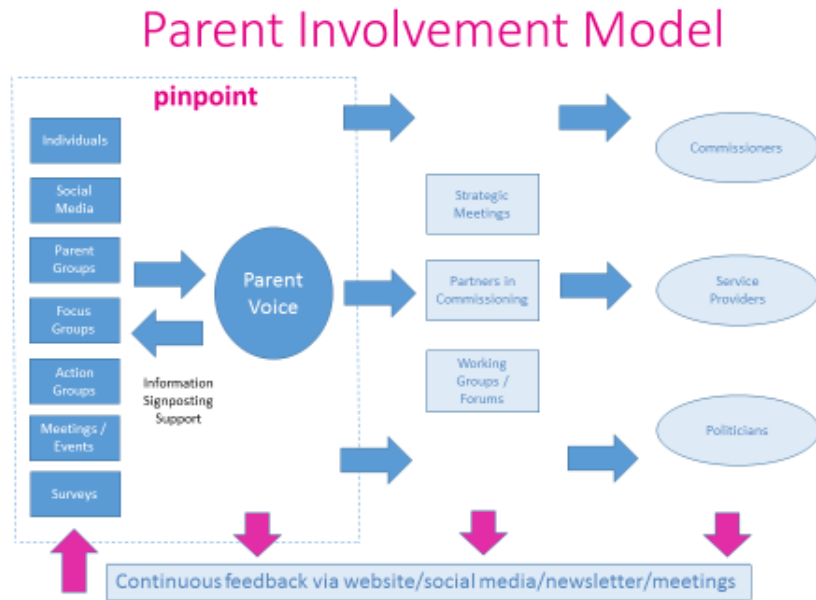 Parent Involvement Model
pinpoint
Individuals
Social
Media
Parent
Groups
Focus
Groups
Action
Groups
Meetings /
Events
Surveys
Parent
Voice
Information
Signposting
Support
Strategic
Meetings
Partners in
Commissioning
Working
Groups /
Forums
Commissioners
Service
Providers
Politicians
Continuous feedback via website/social media/newsletter/meetings